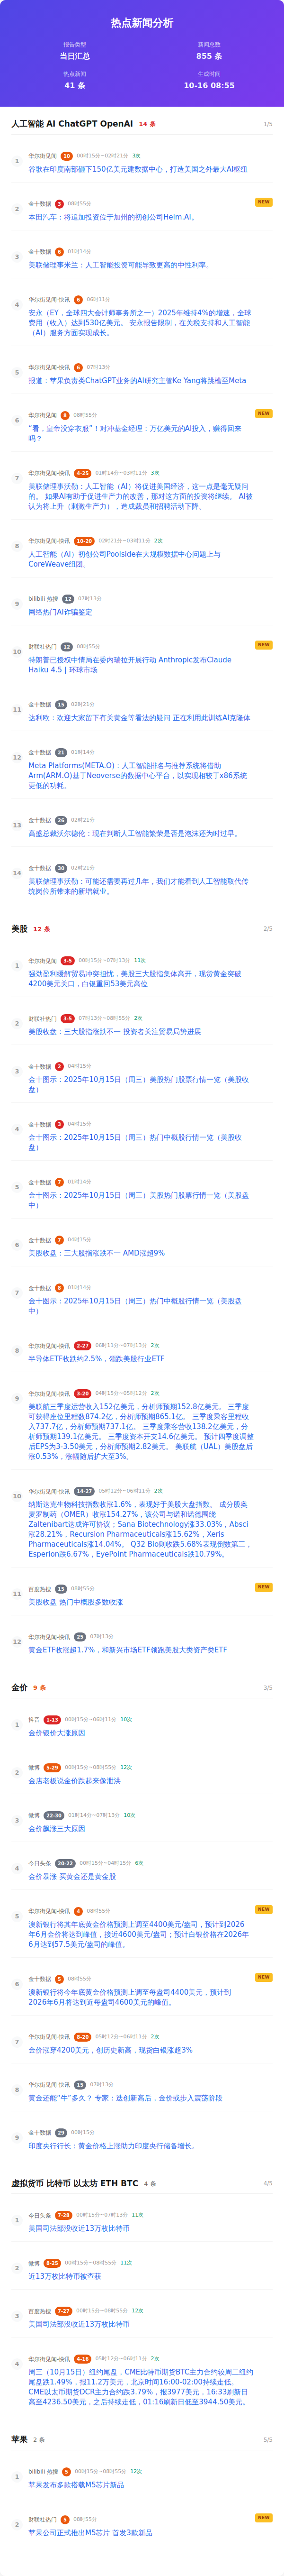 热点新闻分析
报告类型
当日汇总
新闻总数
855 条
热点新闻
41 条
生成时间
10-16 08:55
人工智能 AI ChatGPT OpenAI 14 条 1/5
1
华尔街见闻 10 00时15分~02时21分 3次
谷歌在印度南部砸下150亿美元建数据中心，打造美国之外最大AI枢纽
NEW
2
金十数据 3 08时55分
本田汽车：将追加投资位于加州的初创公司Helm.AI。
3
金十数据 6 01时14分
美联储理事米兰：人工智能投资可能导致更高的中性利率。
4
华尔街见闻-快讯 6 06时11分
安永（EY，全球四大会计师事务所之一）2025年维持4%的增速，全球
费用（收入）达到530亿美元。 安永报告限制，在关税支持和人工智能
（AI）服务方面实现成长。
5
华尔街见闻-快讯 6 07时13分
报道：苹果负责类ChatGPT业务的AI研究主管Ke Yang将跳槽至Meta
NEW
6
华尔街见闻 8 08时55分
“看，皇帝没穿衣服”！对冲基金经理：万亿美元的AI投入，赚得回来
吗？
7
华尔街见闻-快讯 4-25 01时14分~03时11分 3次
美联储理事沃勒：人工智能（AI）将促进美国经济，这一点是毫无疑问
的。 如果AI有助于促进生产力的改善，那对这方面的投资将继续。 AI被
认为将上升（刺激生产力），造成裁员和招聘活动下降。
8
华尔街见闻-快讯 10-20 02时21分~03时11分 2次
人工智能（AI）初创公司Poolside在大规模数据中心问题上与
CoreWeave组团。
9
bilibili 热搜 12 07时13分
网络热门AI诈骗鉴定
NEW
10
财联社热门 12 08时55分
特朗普已授权中情局在委内瑞拉开展行动 Anthropic发布Claude
Haiku 4.5 | 环球市场
11
金十数据 15 02时21分
达利欧：欢迎大家留下有关黄金等看法的疑问 正在利用此训练AI克隆体
12
金十数据 21 01时14分
Meta Platforms(META.O)：人工智能排名与推荐系统将借助
Arm(ARM.O)基于Neoverse的数据中心平台，以实现相较于x86系统
更低的功耗。
13
金十数据 26 02时21分
高盛总裁沃尔德伦：现在判断人工智能繁荣是否是泡沫还为时过早。
14
金十数据 30 02时21分
美联储理事沃勒：可能还需要再过几年，我们才能看到人工智能取代传
统岗位所带来的新增就业。
美股 12 条 2/5
1
华尔街见闻 3-5 00时15分~07时13分 11次
强劲盈利缓解贸易冲突担忧，美股三大股指集体高开，现货黄金突破
4200美元关口，白银重回53美元高位
2
财联社热门 3-5 07时13分~08时55分 2次
美股收盘：三大股指涨跌不一 投资者关注贸易局势进展
3
金十数据 2 04时15分
金十图示：2025年10月15日（周三）美股热门股票行情一览（美股收
盘）
4
金十数据 3 04时15分
金十图示：2025年10月15日（周三）热门中概股行情一览（美股收
盘）
5
金十数据 7 01时14分
金十图示：2025年10月15日（周三）美股热门股票行情一览（美股盘
中）
6
金十数据 7 04时15分
美股收盘：三大股指涨跌不一 AMD涨超9%
7
金十数据 8 01时14分
金十图示：2025年10月15日（周三）热门中概股行情一览（美股盘
中）
8
华尔街见闻-快讯 2-27 06时11分~07时13分 2次
半导体ETF收跌约2.5%，领跌美股行业ETF
9
华尔街见闻-快讯 3-20 04时15分~05时12分 2次
美联航三季度运营收入152亿美元，分析师预期152.8亿美元。 三季度
可获得座位里程数874.2亿，分析师预期865.1亿。 三季度乘客里程收
入737.7亿，分析师预期731.1亿。 三季度乘客营收138.2亿美元，分
析师预期139.1亿美元。 三季度资本开支14.6亿美元。 预计四季度调整
后EPS为3-3.50美元，分析师预期2.82美元。 美联航（UAL）美股盘后
涨0.53%，涨幅随后扩大至3%。
10
华尔街见闻-快讯 14-27 05时12分~06时11分 2次
纳斯达克生物科技指数收涨1.6%，表现好于美股大盘指数。 成分股奥
麦罗制药（OMER）收涨154.27%，该公司与诺和诺德围绕
Zaltenibart达成许可协议；Sana Biotechnology涨33.03%，Absci
涨28.21%，Recursion Pharmaceuticals涨15.62%，Xeris
Pharmaceuticals涨14.04%。 Q32 Bio则收跌5.68%表现倒数第三，
Esperion跌6.67%，EyePoint Pharmaceuticals跌10.79%。
NEW
11
百度热搜 15 08时55分
美股收盘 热门中概股多数收涨
12
华尔街见闻-快讯 25 07时13分
黄金ETF收涨超1.7%，和新兴市场ETF领跑美股大类资产类ETF
金价 9 条 3/5
1
抖音 1-13 00时15分~06时11分 10次
金价银价大涨原因
2
微博 5-29 00时15分~08时55分 12次
金店老板说金价跌起来像泄洪
3
微博 22-30 01时14分~07时13分 10次
金价飙涨三大原因
4
今日头条 20-22 00时15分~04时15分 6次
金价暴涨 买黄金还是黄金股
NEW
5
华尔街见闻-快讯 4 08时55分
澳新银行将其年底黄金价格预测上调至4400美元/盎司，预计到2026
年6月金价将达到峰值，接近4600美元/盎司；预计白银价格在2026年
6月达到57.5美元/盎司的峰值。
NEW
6
金十数据 5 08时55分
澳新银行将今年底黄金价格预测上调至每盎司4400美元，预计到
2026年6月将达到近每盎司4600美元的峰值。
7
华尔街见闻-快讯 8-20 05时12分~06时11分 2次
金价涨穿4200美元，创历史新高，现货白银涨超3%
8
华尔街见闻-快讯 15 07时13分
黄金还能“牛”多久？ 专家：迭创新高后，金价或步入震荡阶段
9
金十数据 29 00时15分
印度央行行长：黄金价格上涨助力印度央行储备增长。
虚拟货币 比特币 以太坊 ETH BTC 4 条 4/5
1
今日头条 7-28 00时15分~07时13分 11次
美国司法部没收近13万枚比特币
2
微博 8-25 00时15分~08时55分 11次
近13万枚比特币被查获
3
百度热搜 7-27 00时15分~08时55分 12次
美国司法部没收近13万枚比特币
4
华尔街见闻-快讯 4-16 05时12分~06时11分 2次
周三（10月15日）纽约尾盘，CME比特币期货BTC主力合约较周二纽约
尾盘跌1.49%，报11.2万美元，北京时间16:00-02:00持续走低。
CME以太币期货DCR主力合约跌3.79%，报3977美元，16:33刷新日
高至4236.50美元，之后持续走低，01:16刷新日低至3944.50美元。
苹果 2 条 5/5
1
bilibili 热搜 5 00时15分~08时55分 12次
苹果发布多款搭载M5芯片新品
NEW
2
财联社热门 5 08时55分
苹果公司正式推出M5芯片 首发3款新品